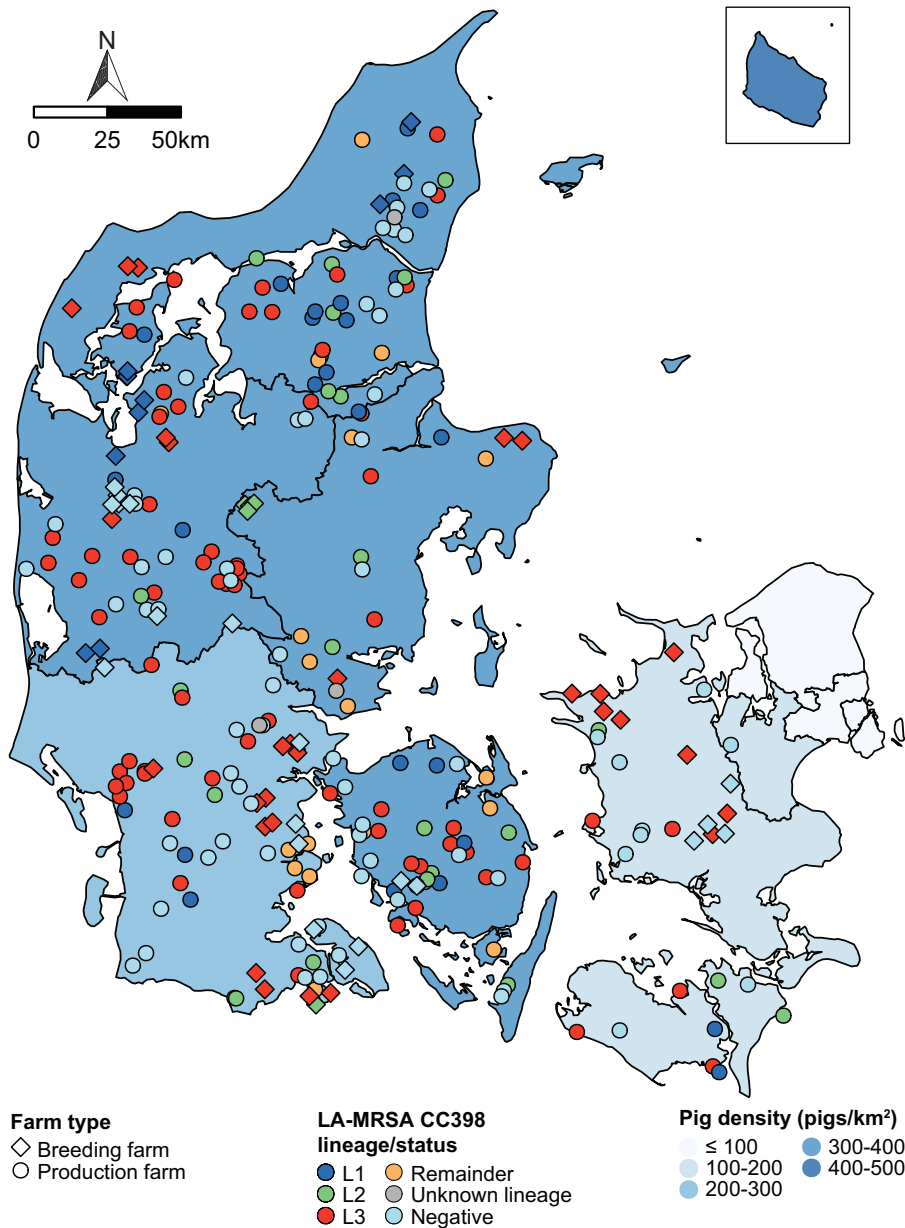 N
0 25 50km
Farm type
Breeding farm
Production farm
LA-MRSA CC398
lineage/status
L1 Remainder
L2 Unknown lineage
L3 Negative
Pig density (pigs/km²)
≤ 100 300-400
100-200 400-500
200-300